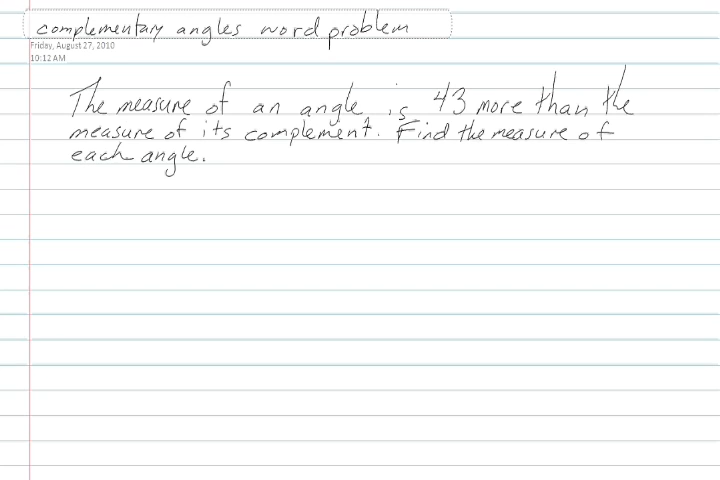 complementary angles word problem
Friday, August 27, 2010
10:12 AM
The measure of an angle is 43 more than the
measure of its complement. Find the measure of
each angle.